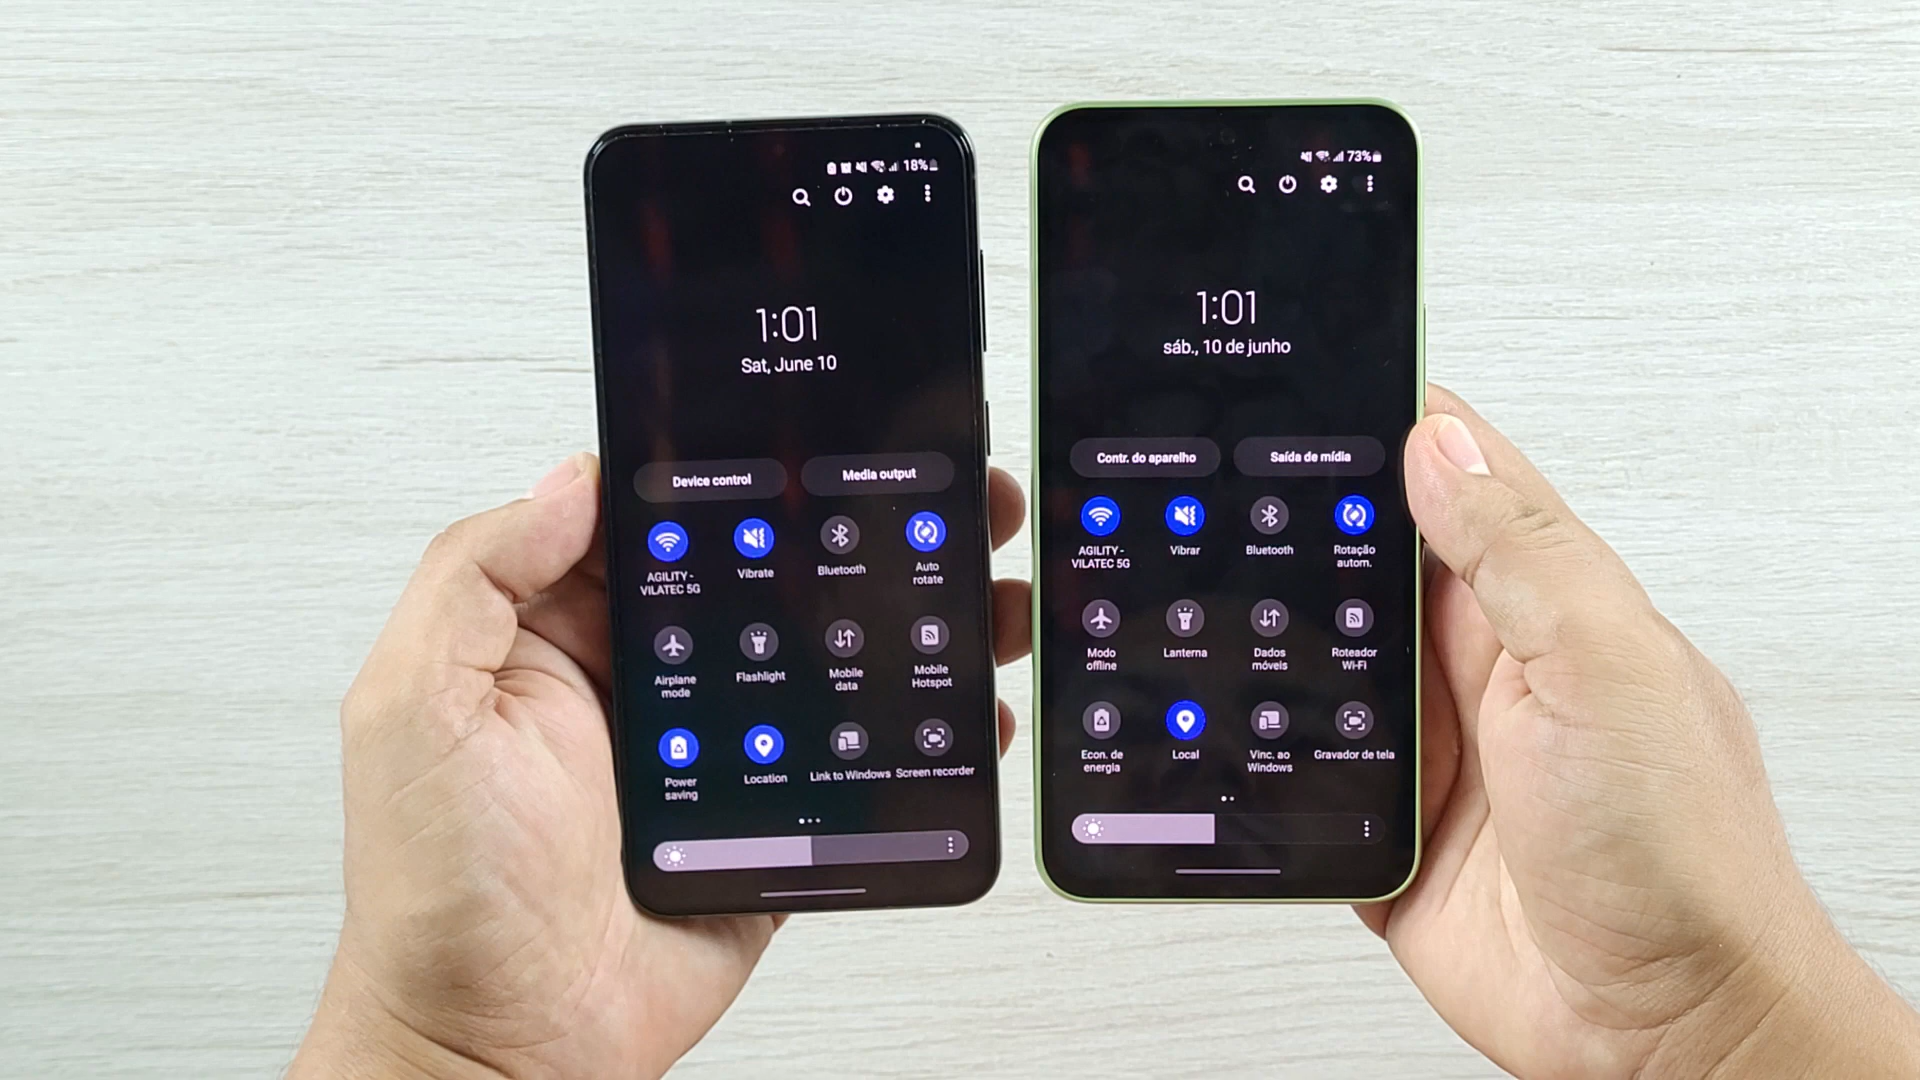 18%
1:01
Sat, June 10
Device control
Media output
AGILITY -
VILATEC 5G
Vibrate
Bluetooth
Auto
rotate
Airplane
mode
Flashlight
Mobile
data
Mobile
Hotspot
Power
saving
Location
Link to Windows
Screen recorder
73%
1:01
sáb., 10 de junho
Contr. do aparelho
Saída de mídia
AGILITY -
VILATEC 5G
Vibrar
Bluetooth
Rotação
autom.
Modo
offline
Lanterna
Dados
móveis
Roteador
Wi-Fi
Econ. de
energia
Local
Vinc. ao
Windows
Gravador de tela